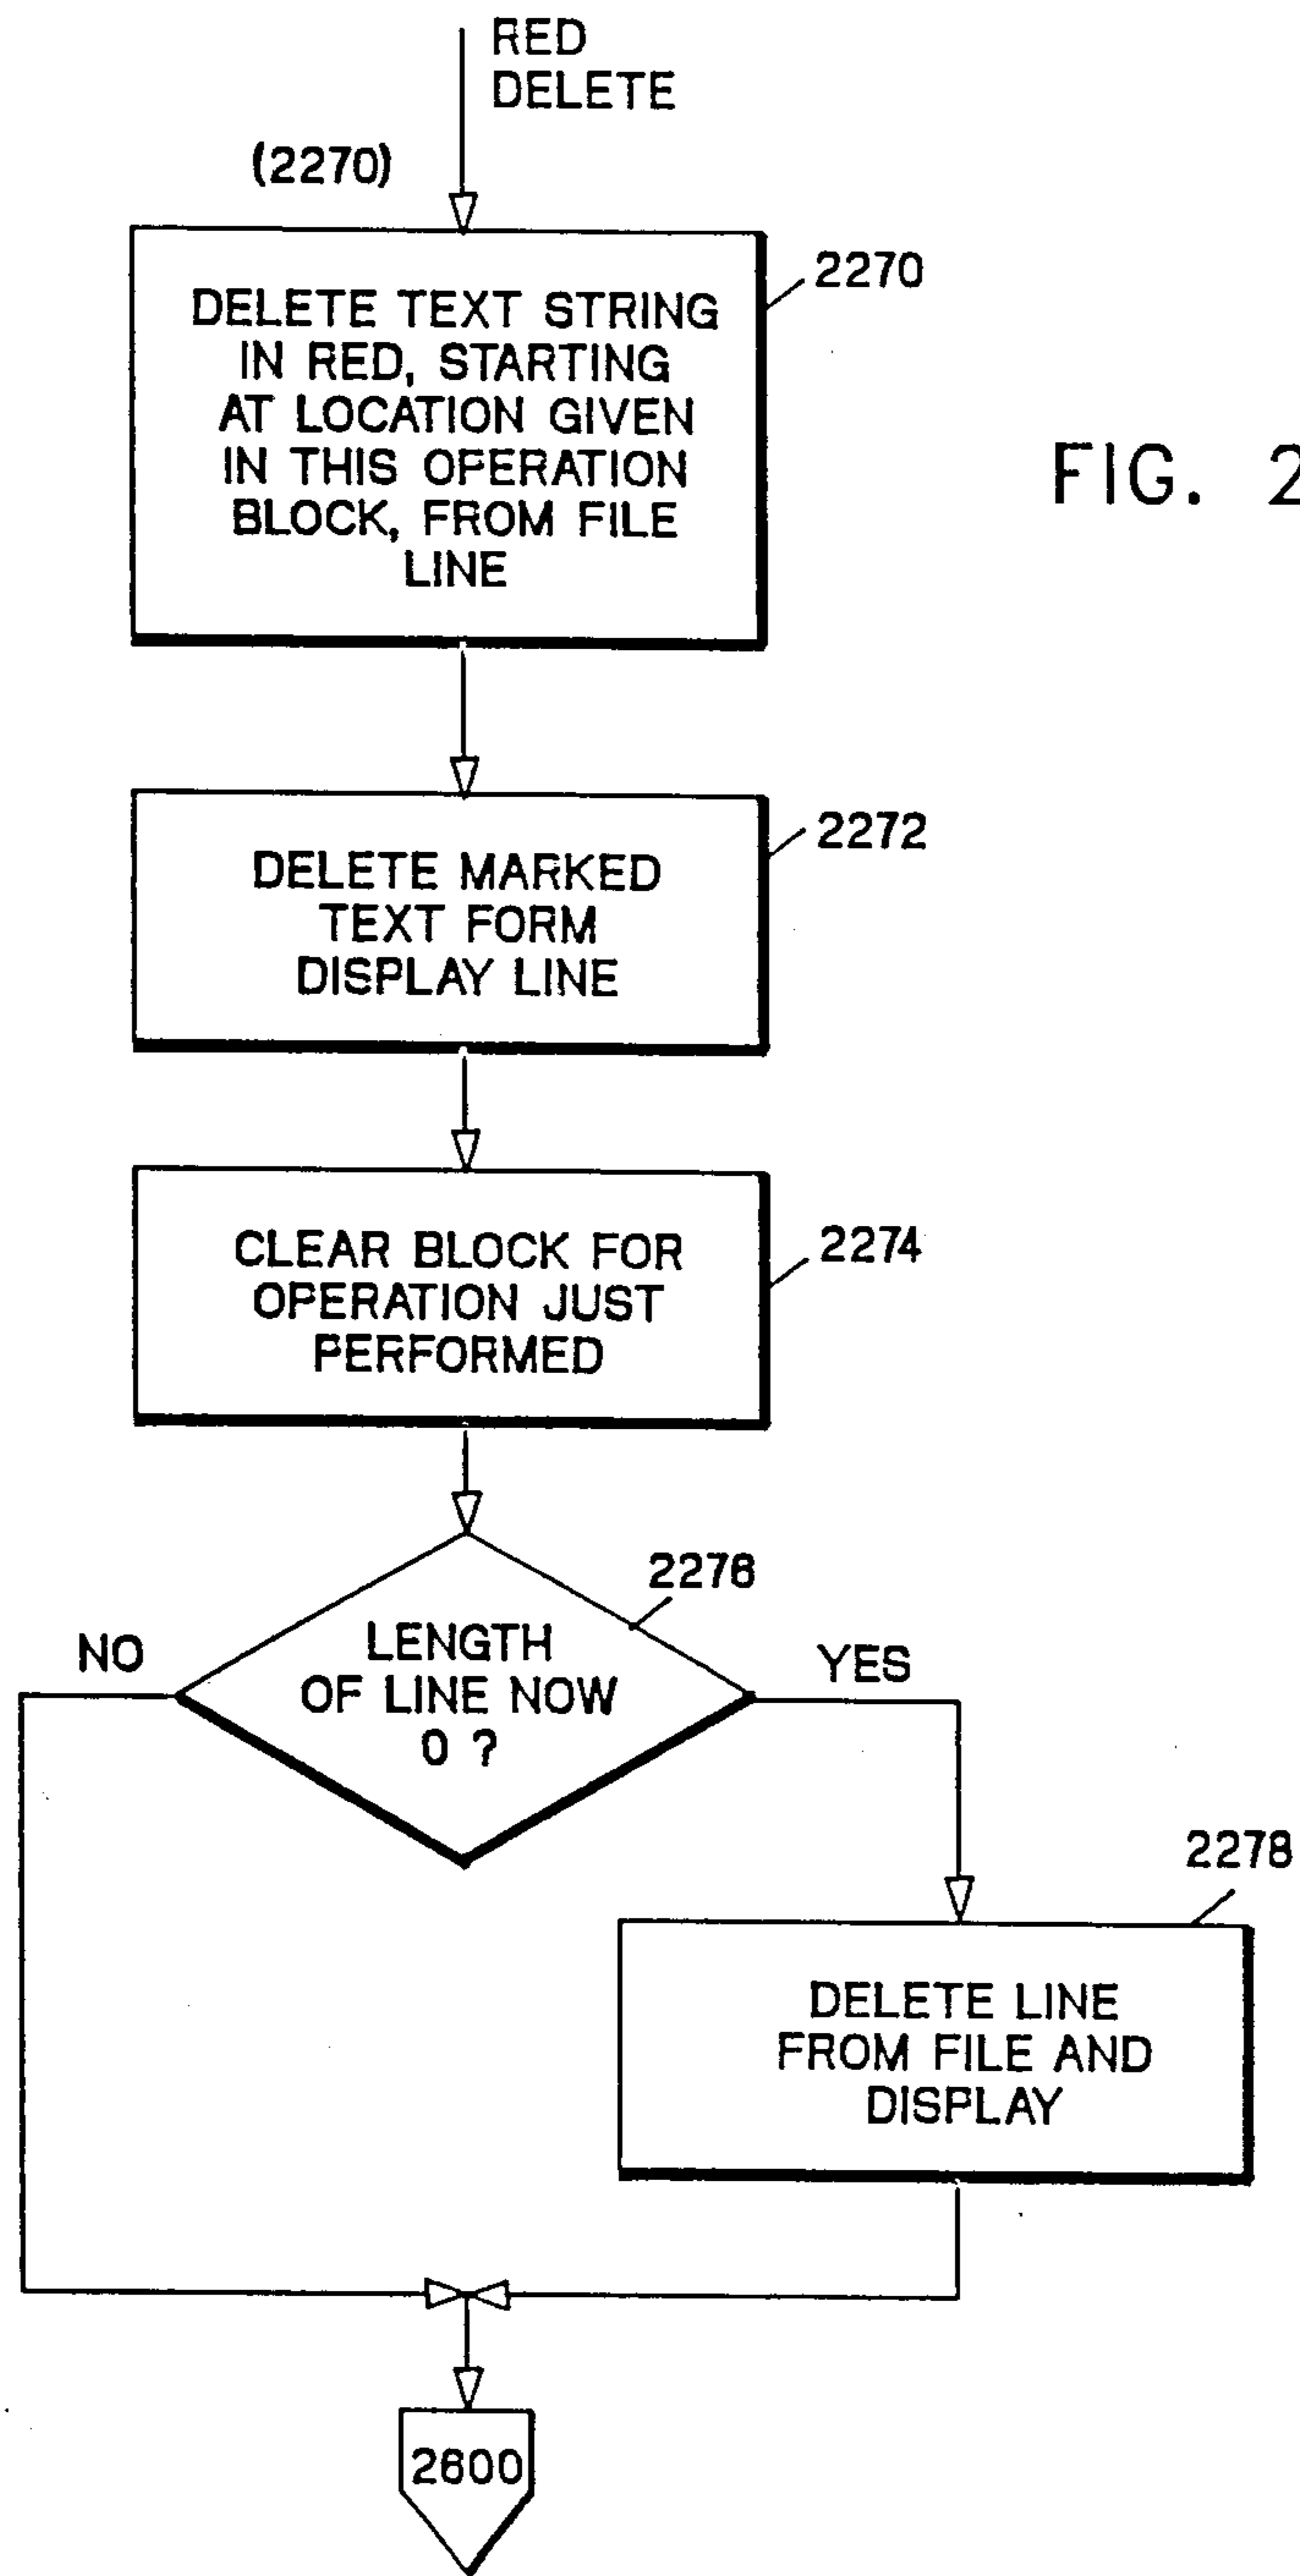 RED
DELETE
(2270)
2270
DELETE TEXT STRING
IN RED, STARTING
AT LOCATION GIVEN
IN THIS OPERATION
BLOCK, FROM FILE
LINE
FIG. 2
2272
DELETE MARKED
TEXT FORM
DISPLAY LINE
2274
CLEAR BLOCK FOR
OPERATION JUST
PERFORMED
2276
LENGTH
OF LINE NOW
0 ?
NO
YES
2278
DELETE LINE
FROM FILE AND
DISPLAY
2600